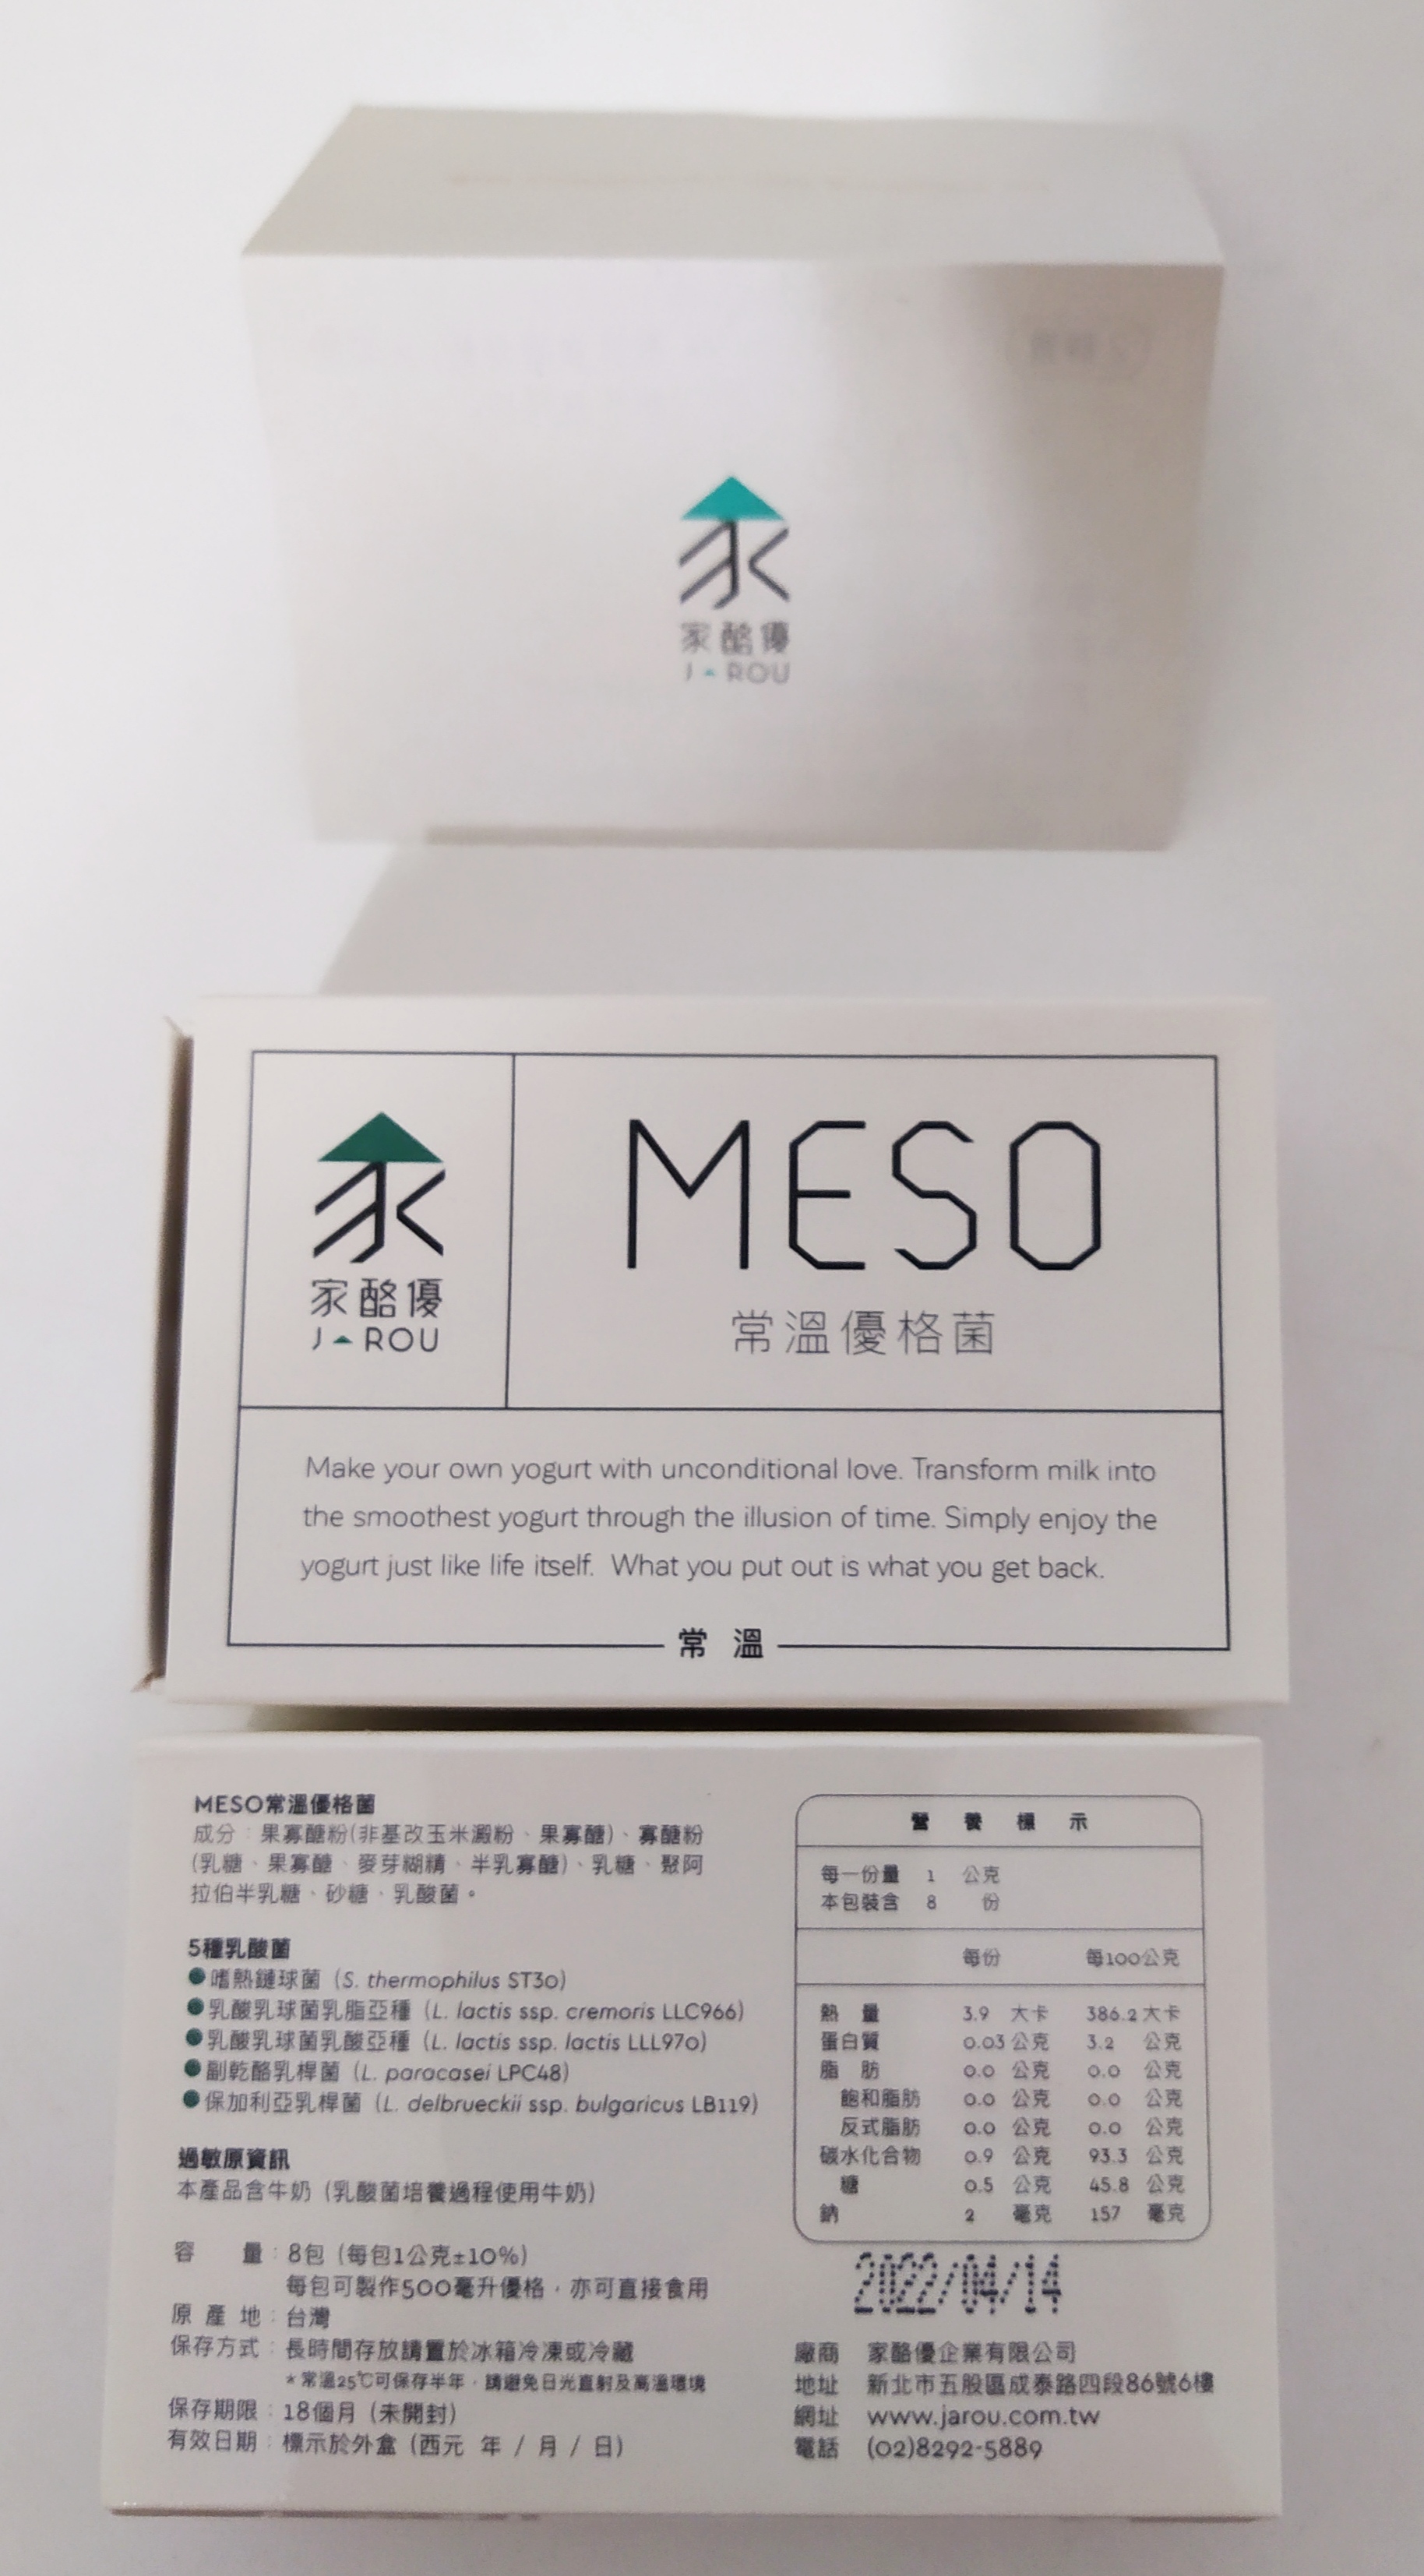 家酪優
J▲ROU
家酪優
J▲ROU
MESO
常溫優格菌
Make your own yogurt with unconditional love. Transform milk into
the smoothest yogurt through the illusion of time. Simply enjoy the
yogurt just like life itself. What you put out is what you get back.
常溫
MESO常溫優格菌
成分：果寡醣粉(非基改玉米澱粉、果寡醣)、寡醣粉
(乳糖、果寡醣、麥芽糊精、半乳寡醣)、乳糖、聚阿
拉伯半乳糖、砂糖、乳酸菌。
5種乳酸菌
●嗜熱鏈球菌（S. thermophilus ST30）
●乳酸乳球菌乳脂亞種（L. lactis ssp. cremoris LLC966）
●乳酸乳球菌乳酸亞種（L. lactis ssp. lactis LLL970）
●副乾酪乳桿菌（L. paracasei LPC48）
●保加利亞乳桿菌（L. delbrueckii ssp. bulgaricus LB119）
過敏原資訊
本產品含牛奶（乳酸菌培養過程使用牛奶）
容量：8包（每包1公克±10%）
每包可製作500毫升優格，亦可直接食用
原產地：台灣
保存方式：長時間存放請置於冰箱冷凍或冷藏
*常溫25℃可保存半年，請避免日光直射及高溫環境
保存期限：18個月（未開封）
有效日期：標示於外盒（西元 年 / 月 / 日）
營養標示
每一份量 1 公克
本包裝含 8 份
每份 每100公克
熱量 3.9 大卡 386.2 大卡
蛋白質 0.03 公克 3.2 公克
脂肪 0.0 公克 0.0 公克
飽和脂肪 0.0 公克 0.0 公克
反式脂肪 0.0 公克 0.0 公克
碳水化合物 0.9 公克 93.3 公克
糖 0.5 公克 45.8 公克
鈉 2 毫克 157 毫克
2022/04/14
廠商 家酪優企業有限公司
地址 新北市五股區成泰路四段86號6樓
網址 www.jarou.com.tw
電話 (02)8292-5889